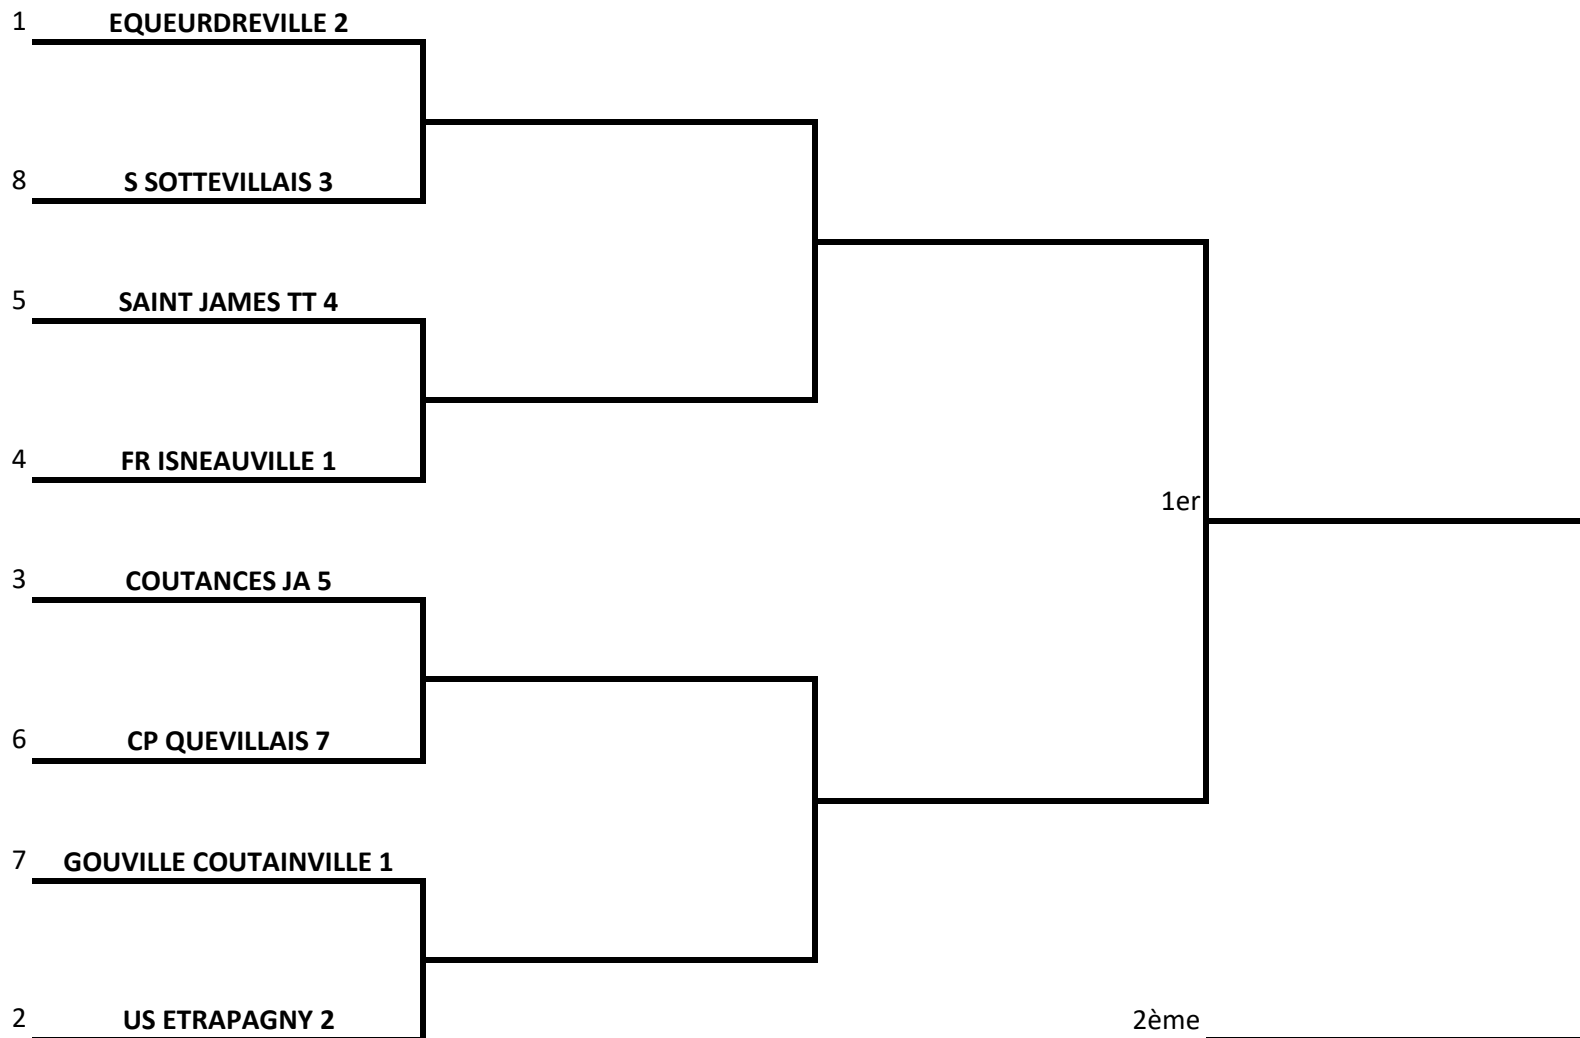 1 EQUEURDREVILLE 2
8 S SOTTEVILLAIS 3
5 SAINT JAMES TT 4
4 FR ISNEAUVILLE 1
1er
3 COUTANCES JA 5
6 CP QUEVILLAIS 7
7 GOUVILLE COUTAINVILLE 1
2 US ETRAPAGNY 2
2ème